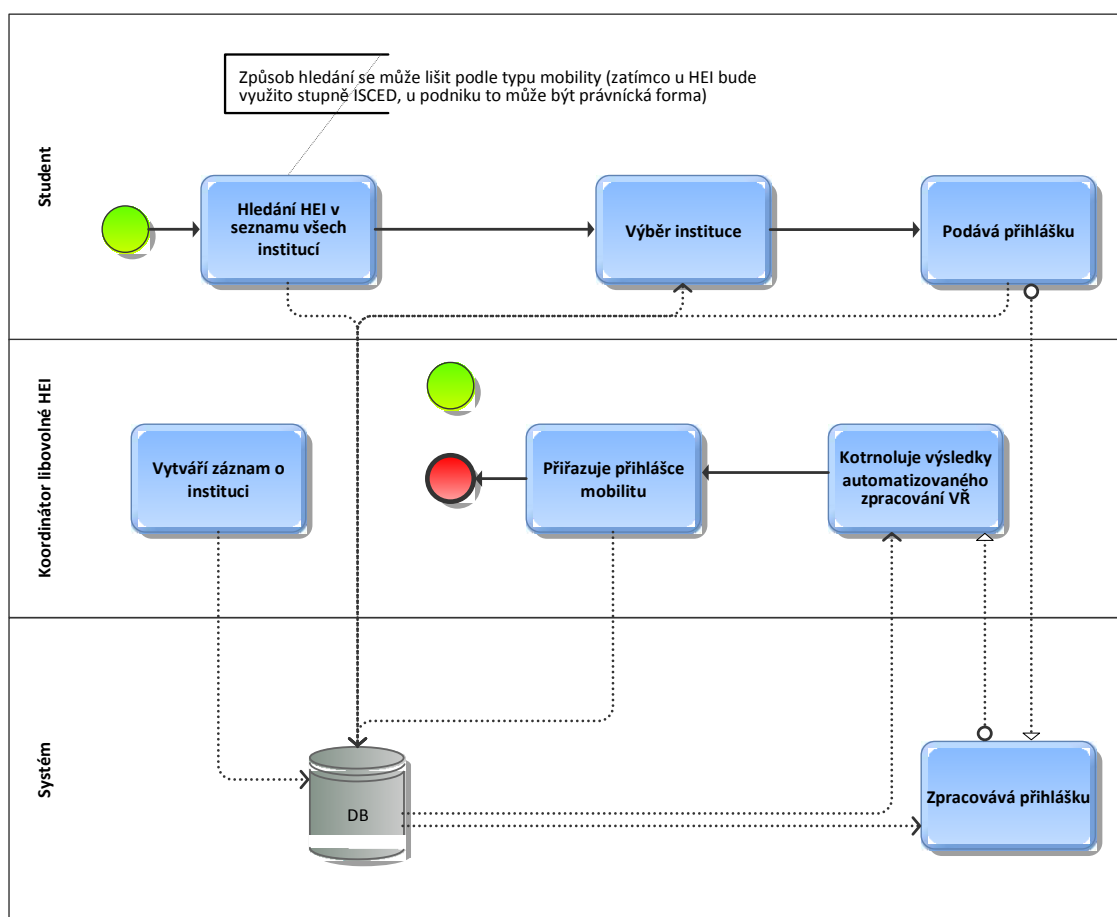 Způsob hledání se může lišit podle typu mobility (zatímco u HEI bude
využito stupně ISCED, u podniku to může být právnícká forma)
Student
Hledání HEI v
seznamu všech
institucí
Výběr instituce
Podává přihlášku
Koordinátor libovolné HEI
Vytváří záznam o
instituci
Přiřazuje přihlášce
mobilitu
Kotrnoluje výsledky
automatizovaného
zpracování VŘ
Systém
DB
Zpracovává přihlášku